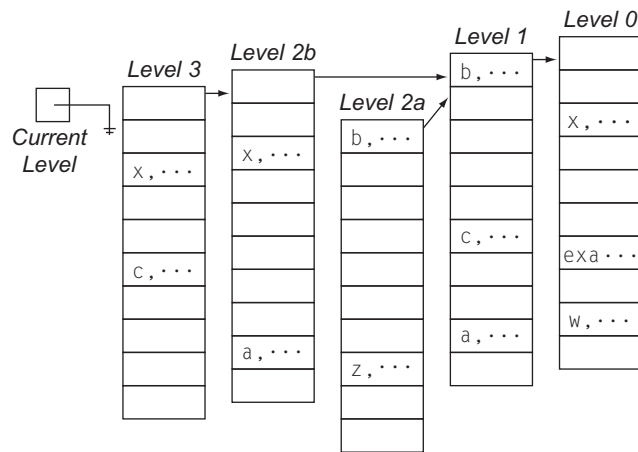 Level 0
Level 1
Level 2b
Level 3
b,···
Level 2a
Current
Level
x,···
b,···
x,···
x,···
c,···
exa···
c,···
w,···
a,···
a,···
z,···